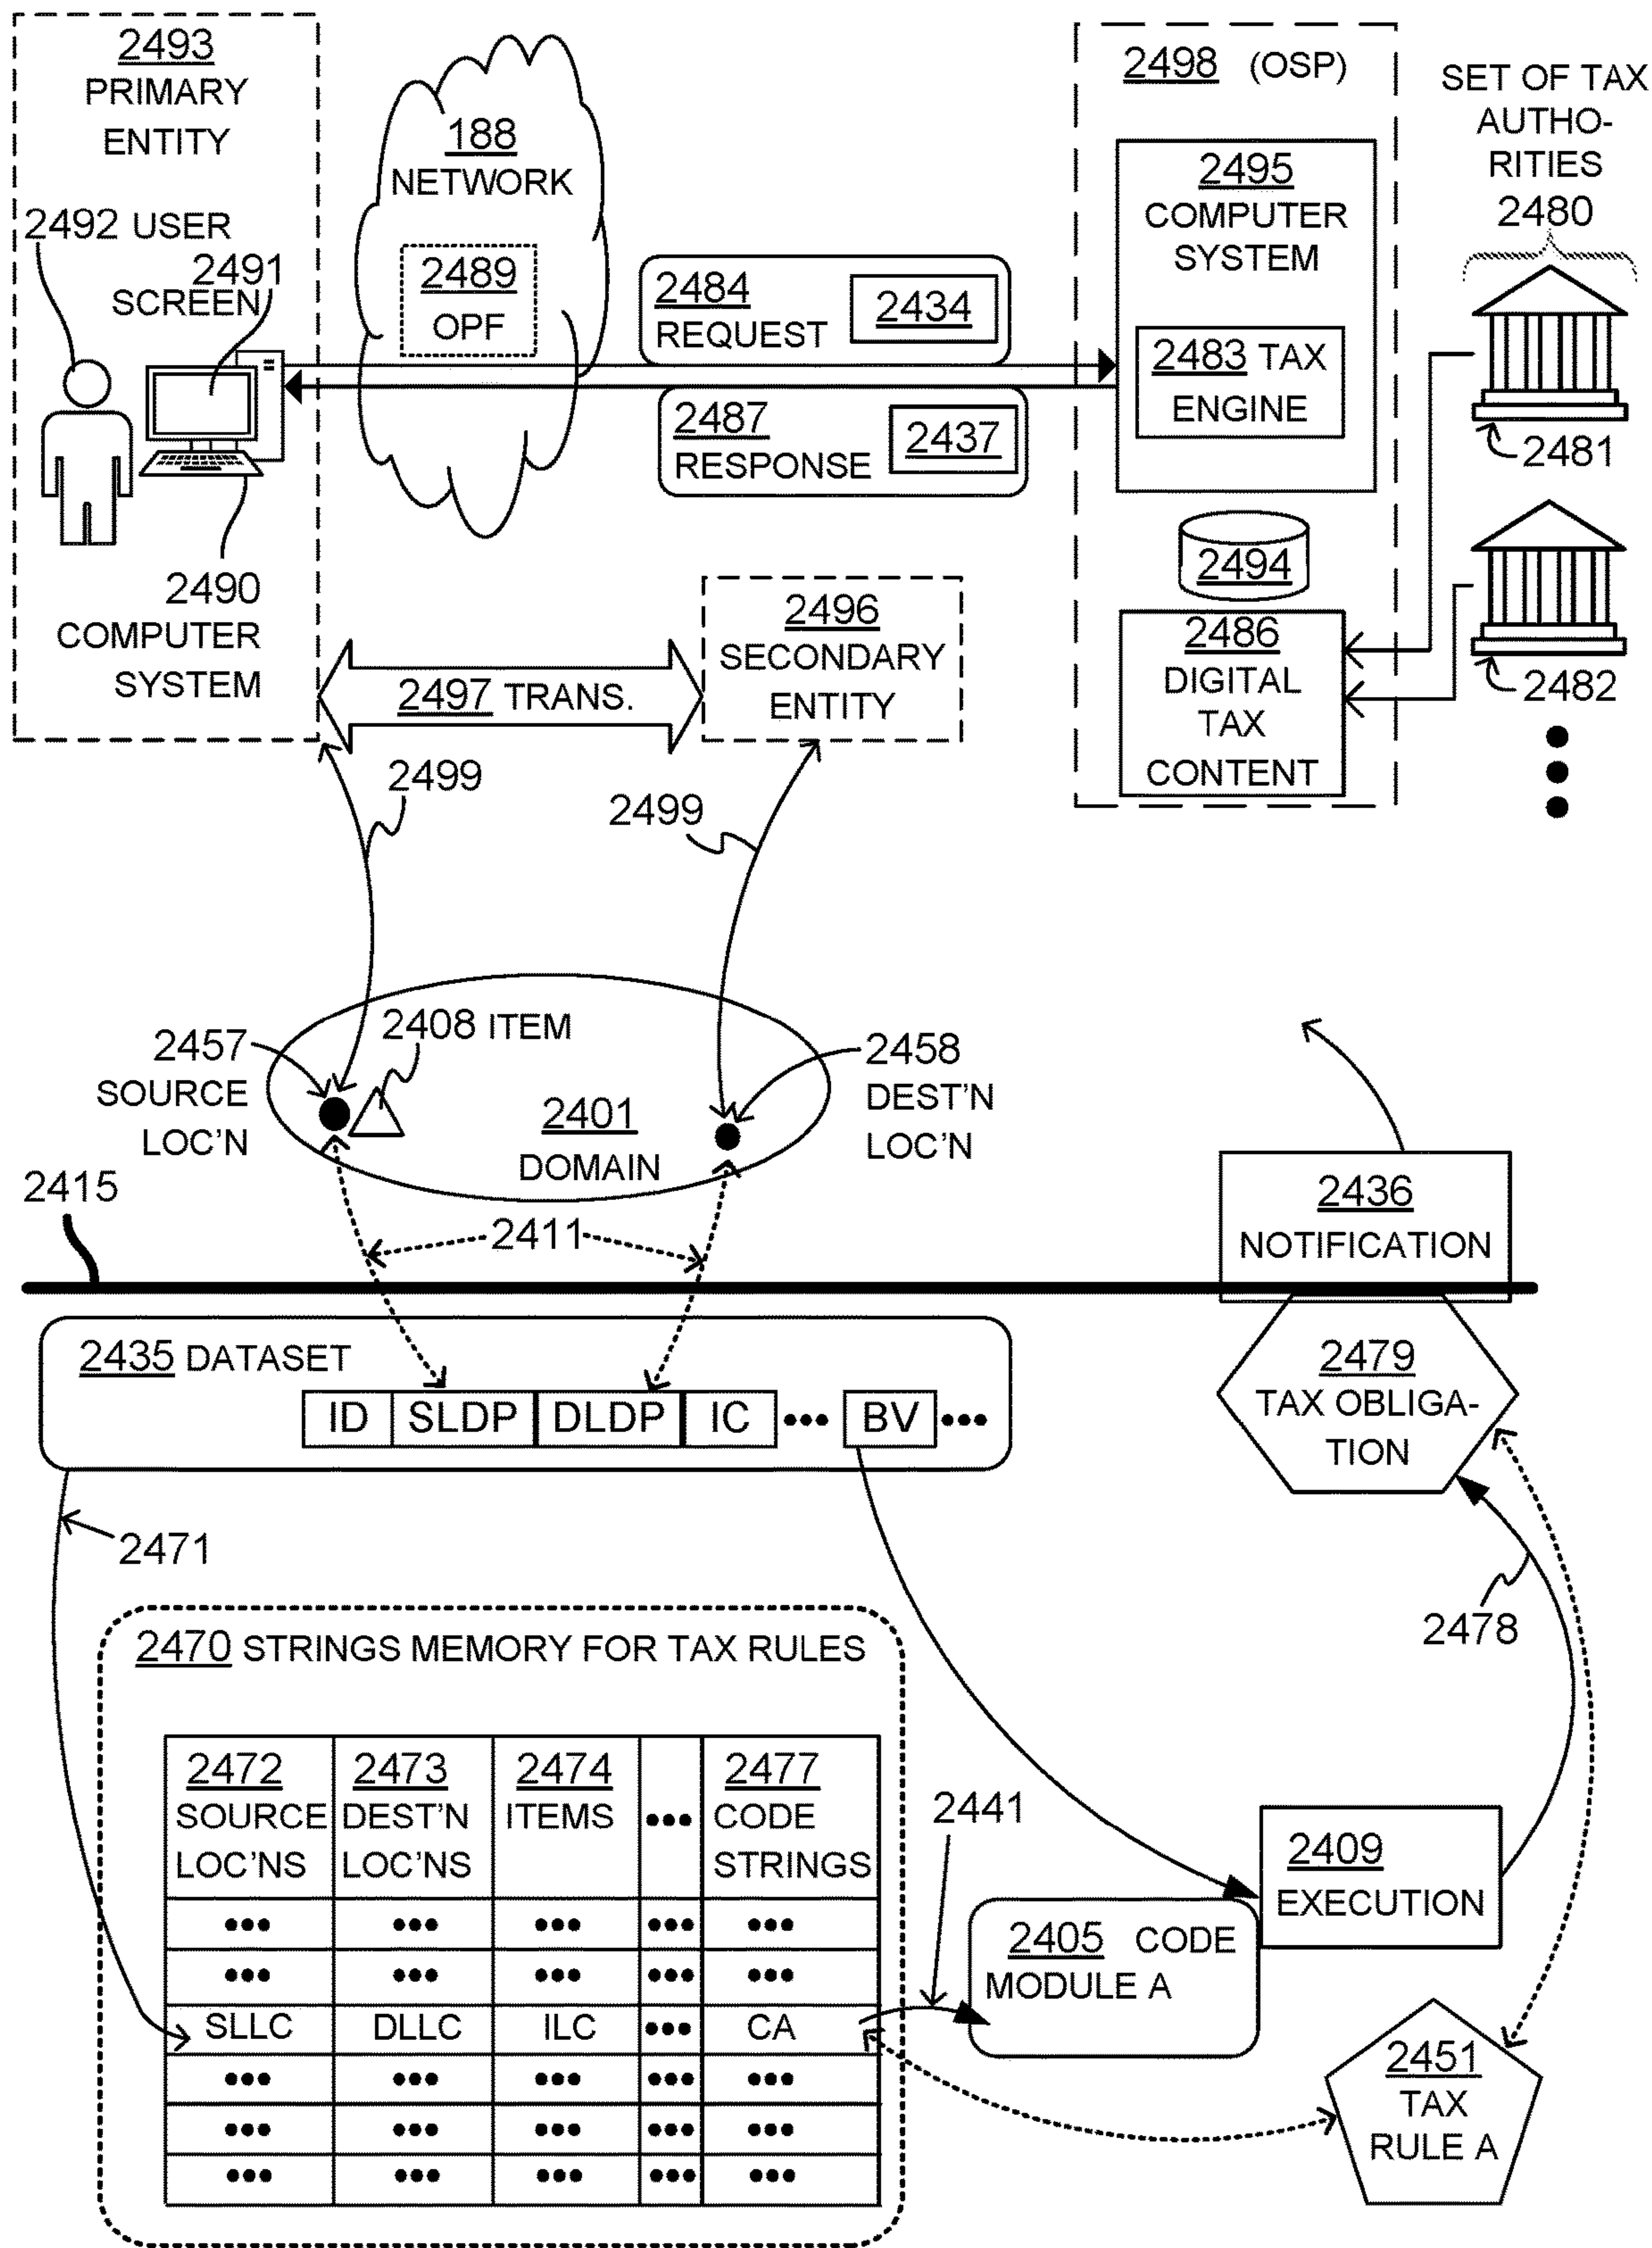 2493
PRIMARY
ENTITY
2492 USER
2491
SCREEN
2490
COMPUTER
SYSTEM
188
NETWORK
2489
OPF
2484
REQUEST
2434
2487
RESPONSE
2437
2498 (OSP)
2495
COMPUTER
SYSTEM
2483 TAX
ENGINE
2494
2486
DIGITAL
TAX
CONTENT
SET OF TAX
AUTHO-
RITIES
2480
2481
2482
2497 TRANS.
2496
SECONDARY
ENTITY
2499
2499
2457
SOURCE
LOC'N
2408 ITEM
2401
DOMAIN
2458
DEST'N
LOC'N
2415
2411
2436
NOTIFICATION
2435 DATASET
ID SLDP DLDP IC ••• BV •••
2479
TAX OBLIGA-
TION
2471
2478
2470 STRINGS MEMORY FOR TAX RULES
2472
SOURCE
LOC'NS
2473
DEST'N
LOC'NS
2474
ITEMS
•••
2477
CODE
STRINGS
••• ••• ••• ••• •••
••• ••• ••• ••• •••
SLLC DLLC ILC ••• CA
••• ••• ••• ••• •••
••• ••• ••• ••• •••
••• ••• ••• ••• •••
2441
2405 CODE
MODULE A
2409
EXECUTION
2451
TAX
RULE A